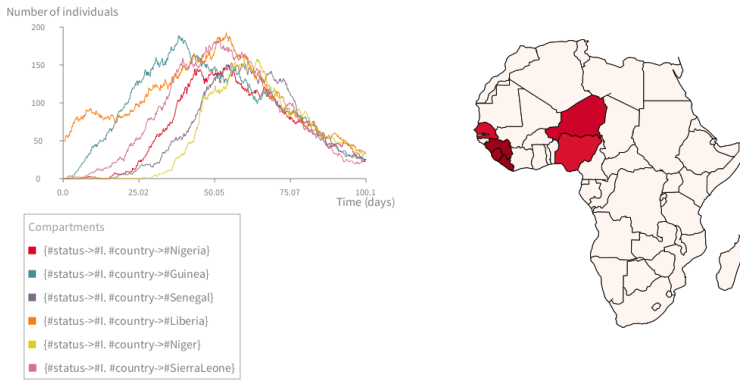 Number of individuals
200
150
100
50
0
0.0 25.02 50.05 75.07 100.1
Time (days)
Compartments
{#status->#I. #country->#Nigeria}
{#status->#I. #country->#Guinea}
{#status->#I. #country->#Senegal}
{#status->#I. #country->#Liberia}
{#status->#I. #country->#Niger}
{#status->#I. #country->#SierraLeone}